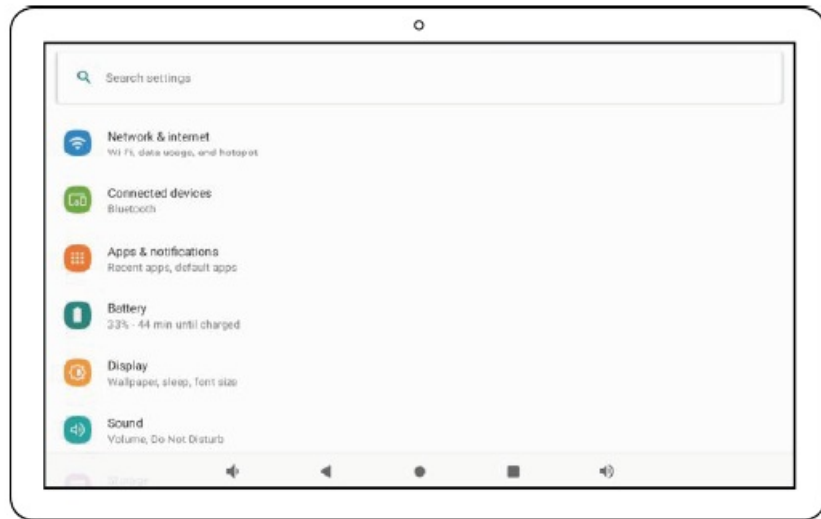 Search settings
Network & internet
Wi-Fi, data usage, and hotspot
Connected devices
Bluetooth
Apps & notifications
Recent apps, default apps
Battery
33% - 44 min until charged
Display
Wallpaper, sleep, font size
Sound
Volume, Do Not Disturb
Storage